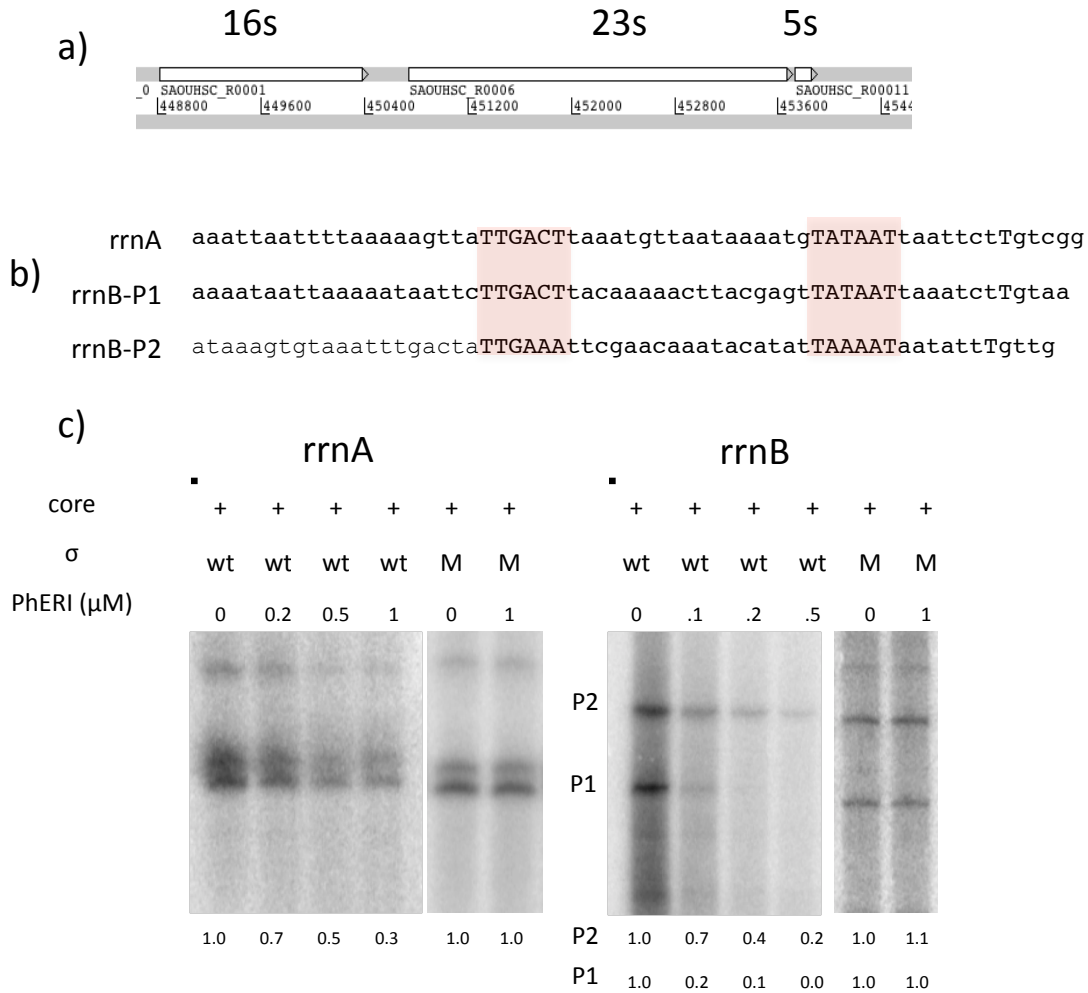 a)
16s 23s 5s
_0 SAOUHSC_R0001 SAOUHSC_R0006 SAOUHSC_R00011
448800 449600 450400 451200 452000 452800 453600 4544
b)
rrnA aaattaattttaaaaagttaTTGACTtaaatgttaataaaatgTATAATtaattctTgtcgg
rrnB-P1 aaaataattaaaaataattcTTGACTtacaaaaacttacgagtTATAATtaaatctTgtaa
rrnB-P2 ataaagtgtaaatttgactaTTGAAAttcgaacaaatacatatTAAAATaatattTgttg
c)
rrnA rrnB
core + + + + + + + + + + + +
σ wt wt wt wt M M wt wt wt wt M M
PhERI (μM) 0 0.2 0.5 1 0 1 0 .1 .2 .5 0 1
P2
P1
1.0 0.7 0.5 0.3 1.0 1.0 P2 1.0 0.7 0.4 0.2 1.0 1.1
P1 1.0 0.2 0.1 0.0 1.0 1.0